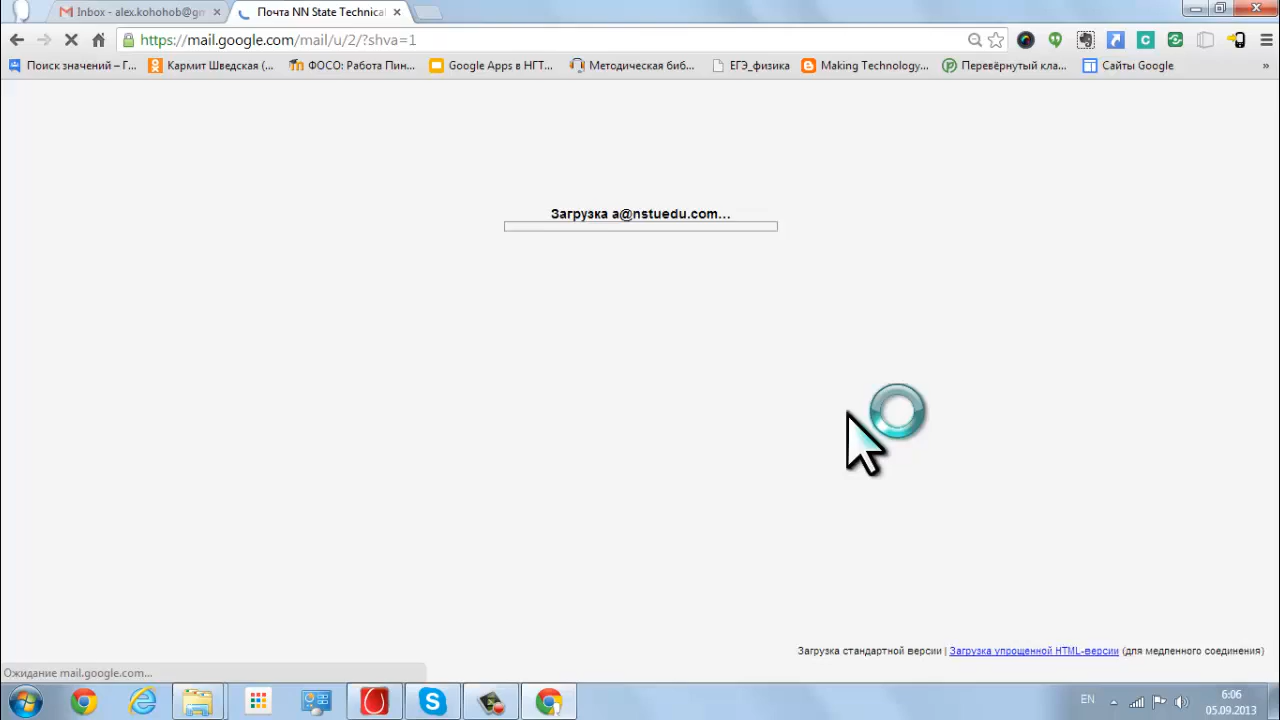 Inbox - alex.kohohob@gm
Почта NN State Technical
https://mail.google.com/mail/u/2/?shva=1
Поиск значений – Г...
Кармит Шведская (...
ФОСО: Работа Пин...
Google Apps в НГТ...
Методическая биб...
ЕГЭ_физика
Making Technology...
Перевёрнутый кла...
Сайты Google
»
Загрузка a@nstuedu.com…
Загрузка стандартной версии | Загрузка упрощенной HTML-версии (для медленного соединения)
Ожидание mail.google.com...
EN
6:06
05.09.2013